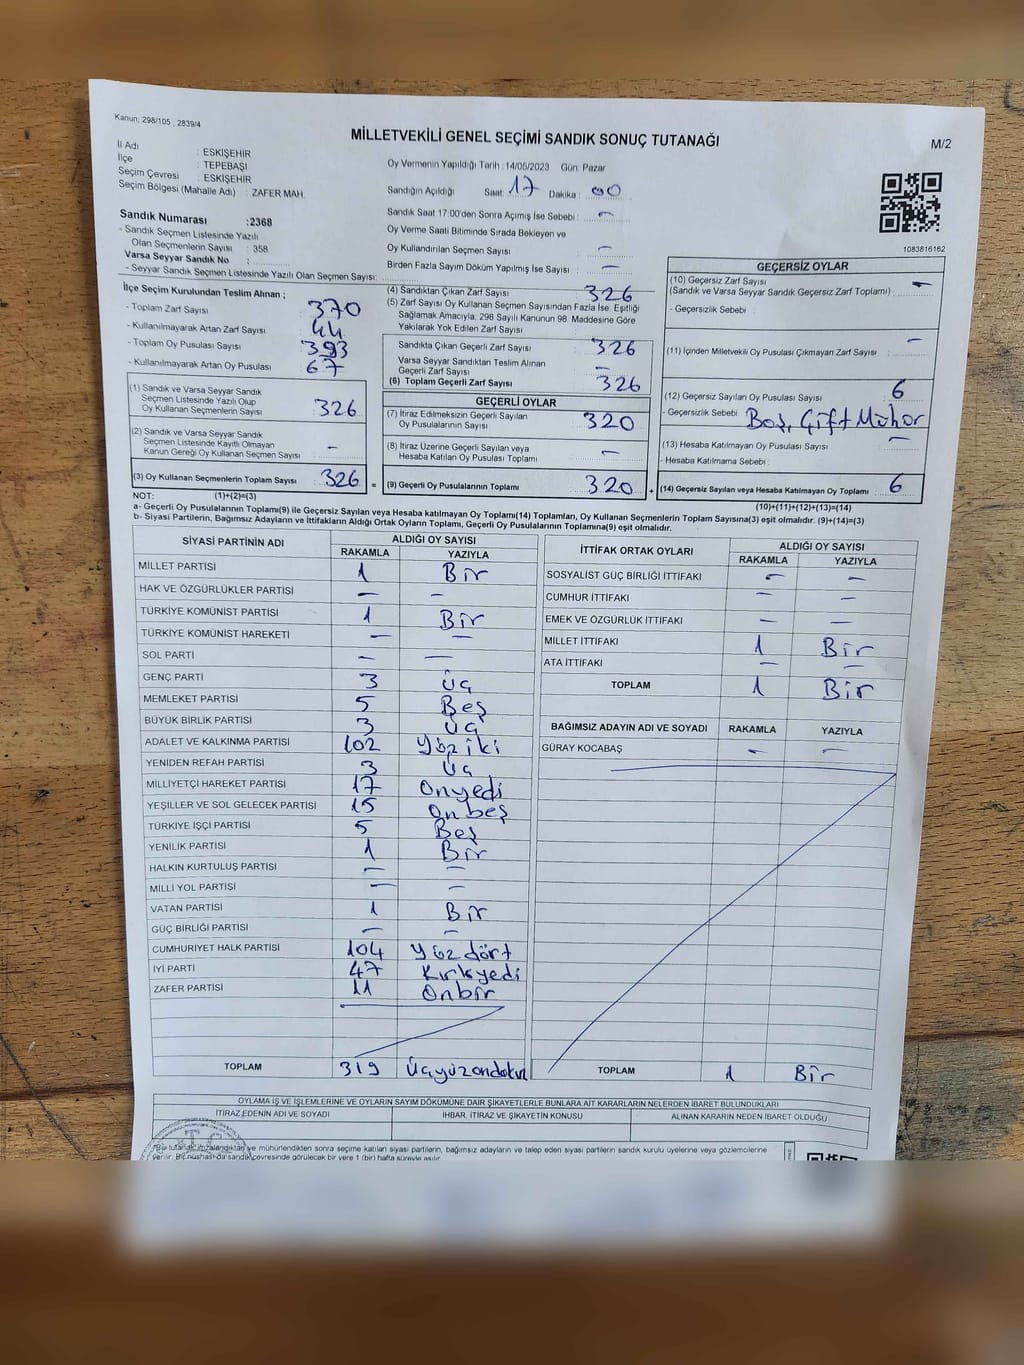 Kanun; 298/105 , 2839/4
MİLLETVEKİLİ GENEL SEÇİMİ SANDIK SONUÇ TUTANAĞI
M/2
İl Adı : ESKİŞEHİR
İlçe : TEPEBAŞI
Seçim Çevresi : ESKİŞEHİR
Seçim Bölgesi (Mahalle Adı) : ZAFER MAH.
Sandık Numarası :2368
- Sandık Seçmen Listesinde Yazılı
Olan Seçmenlerin Sayısı : 358
Varsa Seyyar Sandık No :
- Seyyar Sandık Seçmen Listesinde Yazılı Olan Seçmen Sayısı:
Oy Vermenin Yapıldığı Tarih : 14/05/2023 Gün: Pazar
Sandığın Açıldığı Saat: 17 Dakika : 00
Sandık Saat 17:00'den Sonra Açımış İse Sebebi : —
Oy Verme Saati Bitiminde Sırada Bekleyen ve
Oy Kullandırılan Seçmen Sayısı : —
Birden Fazla Sayım Döküm Yapılmış İse Sayısı : —
1083816162
İlçe Seçim Kurulundan Teslim Alınan ;
- Toplam Zarf Sayısı : 370
- Kullanılmayarak Artan Zarf Sayısı : 44
- Toplam Oy Pusulası Sayısı : 393
- Kullanılmayarak Artan Oy Pusulası : 67
(1) Sandık ve Varsa Seyyar Sandık
Seçmen Listesinde Yazılı Olup
Oy Kullanan Seçmenlerin Sayısı : 326
(2) Sandık ve Varsa Seyyar Sandık
Seçmen Listesinde Kayıtlı Olmayan
Kanun Gereği Oy Kullanan Seçmen Sayısı : —
(3) Oy Kullanan Seçmenlerin Toplam Sayısı : 326 =
(4) Sandıktan Çıkan Zarf Sayısı : 326
(5) Zarf Sayısı Oy Kullanan Seçmen Sayısından Fazla İse, Eşitliği
Sağlamak Amacıyla, 298 Sayılı Kanunun 98. Maddesine Göre
Yakılarak Yok Edilen Zarf Sayısı :
Sandıkta Çıkan Geçerli Zarf Sayısı : 326
Varsa Seyyar Sandıktan Teslim Alınan
Geçerli Zarf Sayısı : —
(6) Toplam Geçerli Zarf Sayısı : 326
GEÇERLİ OYLAR
(7) İtiraz Edilmeksizin Geçerli Sayılan
Oy Pusulalarının Sayısı : 320
(8) İtiraz Üzerine Geçerli Sayılan veya
Hesaba Katılan Oy Pusulası Toplamı : —
(9) Geçerli Oy Pusulalarının Toplamı : 320 +
GEÇERSİZ OYLAR
(10) Geçersiz Zarf Sayısı
(Sandık ve Varsa Seyyar Sandık Geçersiz Zarf Toplamı) : —
- Geçersizlik Sebebi :
(11) İçinden Milletvekili Oy Pusulası Çıkmayan Zarf Sayısı : —
(12) Geçersiz Sayılan Oy Pusulası Sayısı : 6
- Geçersizlik Sebebi : Boş, Çift Mühür
(13) Hesaba Katılmayan Oy Pusulası Sayısı : —
- Hesaba Katılmama Sebebi :
(14) Geçersiz Sayılan veya Hesaba Katılmayan Oy Toplamı : 6
NOT: (1)+(2)=(3) (10)+(11)+(12)+(13)=(14)
a- Geçerli Oy Pusulalarının Toplamı(9) ile Geçersiz Sayılan veya Hesaba katılmayan Oy Toplamı(14) Toplamları, Oy Kullanan Seçmenlerin Toplam Sayısına(3) eşit olmalıdır. (9)+(14)=(3)
b- Siyasi Partilerin, Bağımsız Adayların ve İttifakların Aldığı Ortak Oyların Toplamı, Geçerli Oy Pusulalarının Toplamına(9) eşit olmalıdır.
SİYASİ PARTİNİN ADI ALDIĞI OY SAYISI
RAKAMLA YAZIYLA
MİLLET PARTİSİ 1 Bir
HAK VE ÖZGÜRLÜKLER PARTİSİ — —
TÜRKİYE KOMÜNİST PARTİSİ 1 Bir
TÜRKİYE KOMÜNİST HAREKETİ — —
SOL PARTİ — —
GENÇ PARTİ 3 Üç
MEMLEKET PARTİSİ 5 Beş
BÜYÜK BİRLİK PARTİSİ 3 Üç
ADALET VE KALKINMA PARTİSİ 102 Yüz iki
YENİDEN REFAH PARTİSİ 3 Üç
MİLLİYETÇİ HAREKET PARTİSİ 17 Onyedi
YEŞİLLER VE SOL GELECEK PARTİSİ 15 Onbeş
TÜRKİYE İŞÇİ PARTİSİ 5 Beş
YENİLİK PARTİSİ 1 Bir
HALKIN KURTULUŞ PARTİSİ — —
MİLLİ YOL PARTİSİ — —
VATAN PARTİSİ 1 Bir
GÜÇ BİRLİĞİ PARTİSİ — —
CUMHURİYET HALK PARTİSİ 104 Yüz dört
İYİ PARTİ 47 Kırkyedi
ZAFER PARTİSİ 11 Onbir
TOPLAM 319 Üçyüzondokuz
İTTİFAK ORTAK OYLARI ALDIĞI OY SAYISI
RAKAMLA YAZIYLA
SOSYALİST GÜÇ BİRLİĞİ İTTİFAKI — —
CUMHUR İTTİFAKI — —
EMEK VE ÖZGÜRLÜK İTTİFAKI — —
MİLLET İTTİFAKI 1 Bir
ATA İTTİFAKI — —
TOPLAM 1 Bir
BAĞIMSIZ ADAYIN ADI VE SOYADI RAKAMLA YAZIYLA
GÜRAY KOCABAŞ — —
TOPLAM 1 Bir
OYLAMA İŞ VE İŞLEMLERİNE VE OYLARIN SAYIM DÖKÜMÜNE DAİR ŞİKAYETLERLE BUNLARA AİT KARARLARIN NELERDEN İBARET BULUNDUKLARI
İTİRAZ EDENİN ADI VE SOYADI İHBAR, İTİRAZ VE ŞİKAYETİN KONUSU ALINAN KARARIN NEDEN İBARET OLDUĞU
T.C.
*Bir tutanak imzalandıktan ve mühürlendikten sonra seçime katılan siyasi partilerin, bağımsız adayların ve talep eden siyasi partilerin sandık kurulu üyelerine veya gözlemcilerine
verilir. Bir nüshası da sandık çevresinde görülecek bir yere 1 (bir) hafta süreyle asılır.